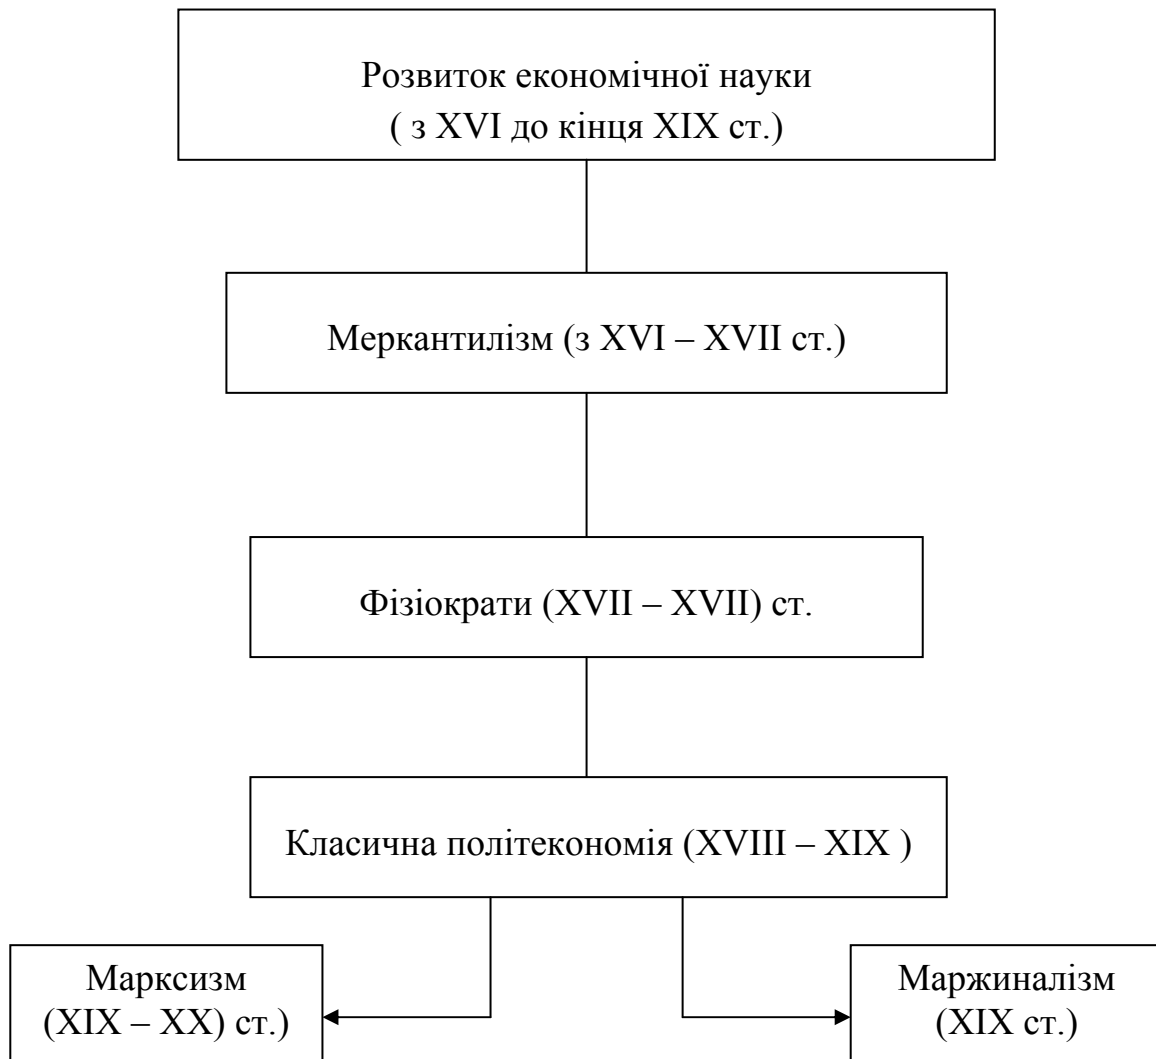 Розвиток економічної науки
( з XVI до кінця XIX ст.)
Меркантилізм (з XVI – XVII ст.)
Фізіократи (XVII – XVII) ст.
Класична політекономія (XVIII – XIX )
Марксизм
(XIX – XX) ст.)
Маржиналізм
(XIX ст.)